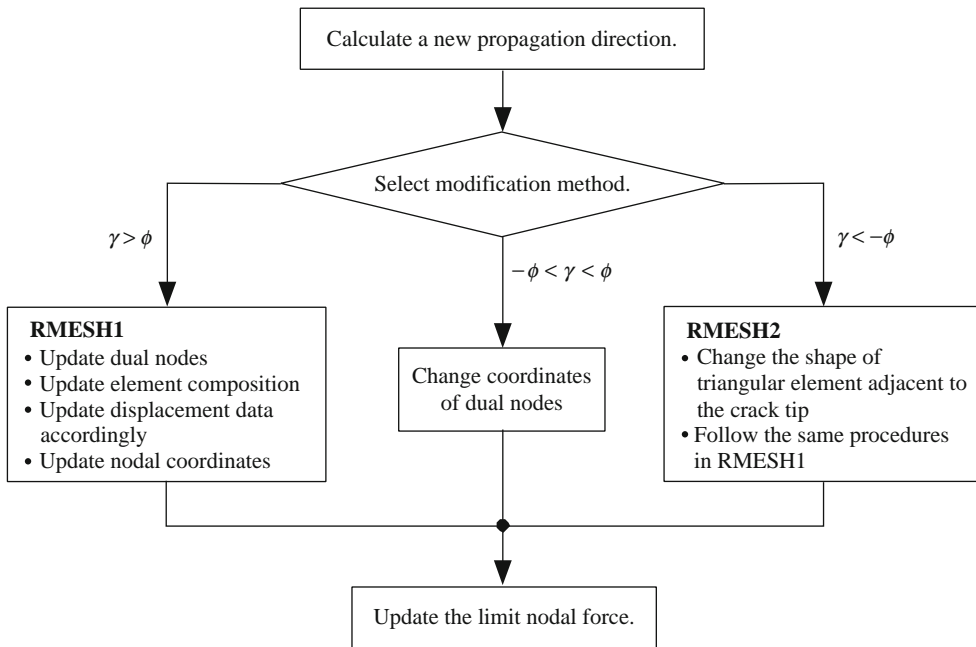 Calculate a new propagation direction.
Select modification method.
γ > ϕ
−ϕ < γ < ϕ
γ < −ϕ
RMESH1
• Update dual nodes
• Update element composition
• Update displacement data
accordingly
• Update nodal coordinates
Change coordinates
of dual nodes
RMESH2
• Change the shape of
triangular element adjacent to
the crack tip
• Follow the same procedures
in RMESH1
Update the limit nodal force.